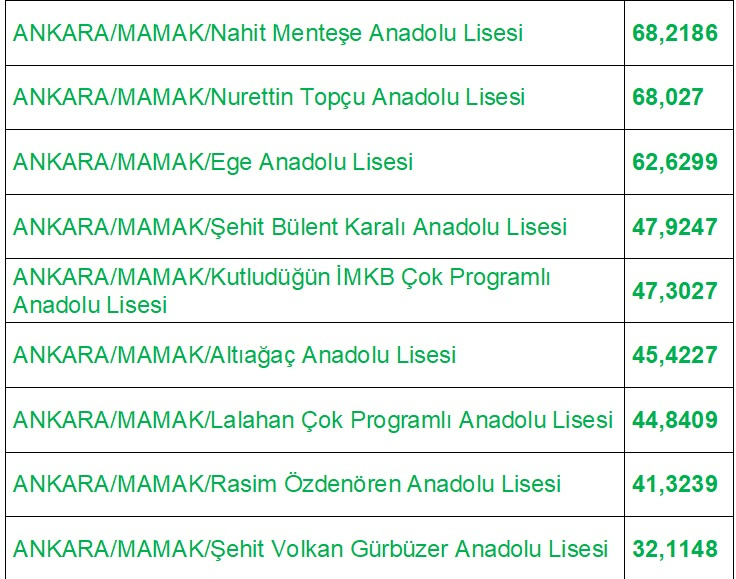 ANKARA/MAMAK/Nahit Menteşe Anadolu Lisesi 68,2186
ANKARA/MAMAK/Nurettin Topçu Anadolu Lisesi 68,027
ANKARA/MAMAK/Ege Anadolu Lisesi 62,6299
ANKARA/MAMAK/Şehit Bülent Karalı Anadolu Lisesi 47,9247
ANKARA/MAMAK/Kutludüğün İMKB Çok Programlı
Anadolu Lisesi 47,3027
ANKARA/MAMAK/Altıağaç Anadolu Lisesi 45,4227
ANKARA/MAMAK/Lalahan Çok Programlı Anadolu Lisesi 44,8409
ANKARA/MAMAK/Rasim Özdenören Anadolu Lisesi 41,3239
ANKARA/MAMAK/Şehit Volkan Gürbüzer Anadolu Lisesi 32,1148